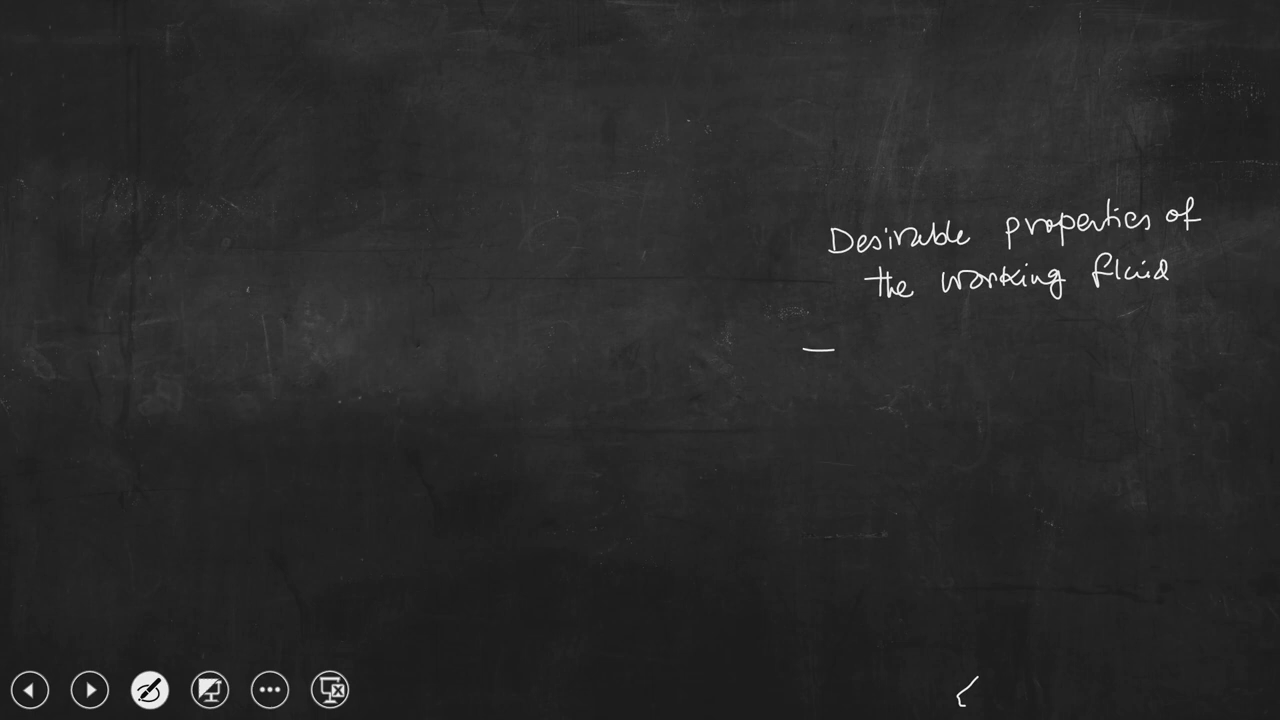 Desirable properties of
the working fluid
—